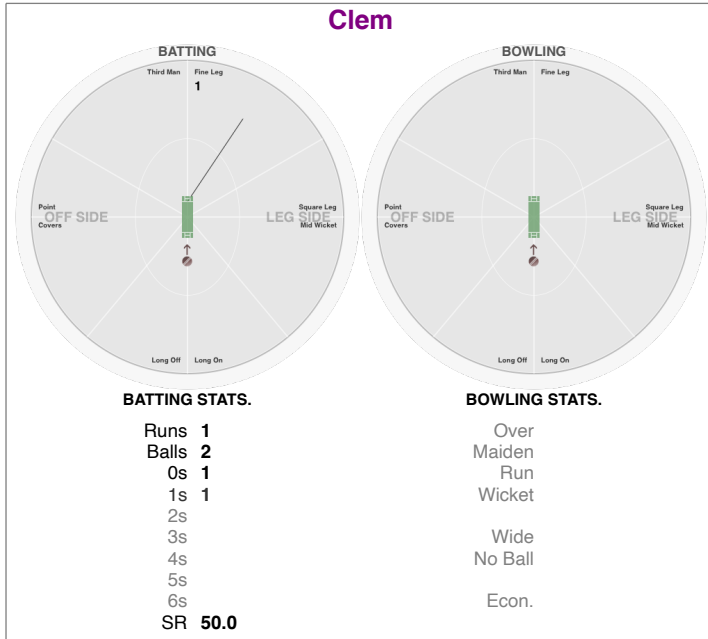 Clem
BATTING
Third Man Fine Leg
1
Point
OFF SIDE
Covers
Square Leg
LEG SIDE
Mid Wicket
Long Off Long On
BATTING STATS.
Runs 1
Balls 2
0s 1
1s 1
2s
3s
4s
5s
6s
SR 50.0
BOWLING
Third Man Fine Leg
Point
OFF SIDE
Covers
Square Leg
LEG SIDE
Mid Wicket
Long Off Long On
BOWLING STATS.
Over
Maiden
Run
Wicket
Wide
No Ball
Econ.